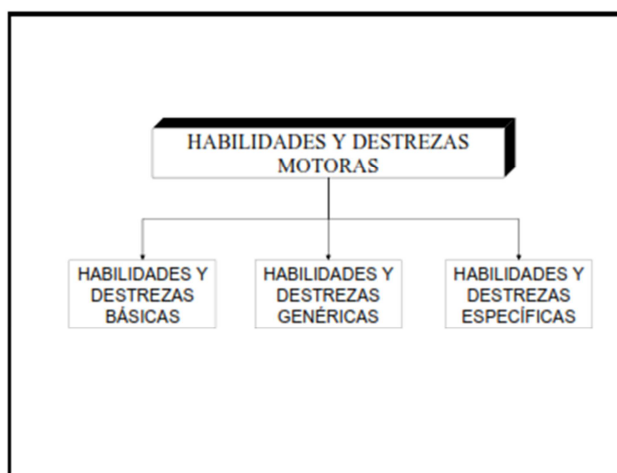 HABILIDADES Y DESTREZAS
MOTORAS
HABILIDADES Y
DESTREZAS
BÁSICAS
HABILIDADES Y
DESTREZAS
GENÉRICAS
HABILIDADES Y
DESTREZAS
ESPECÍFICAS